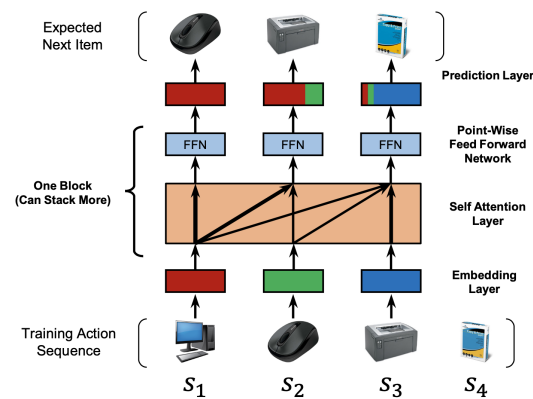 Expected
Next Item
Prediction Layer
FFN FFN FFN
Point-Wise
Feed Forward
Network
One Block
(Can Stack More)
Self Attention
Layer
Embedding
Layer
Training Action
Sequence
S1 S2 S3 S4